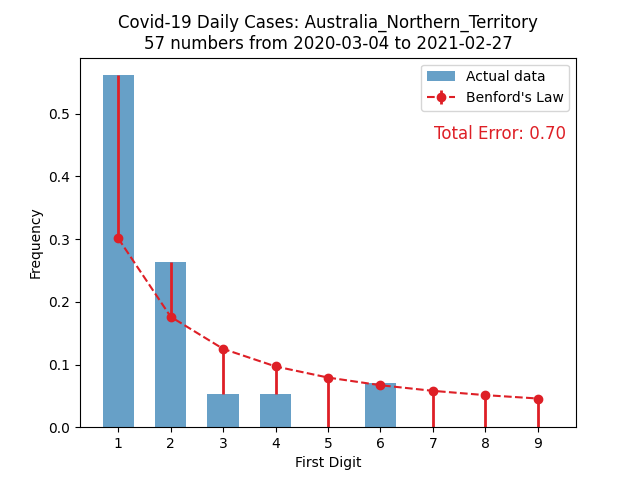 Covid-19 Daily Cases: Australia_Northern_Territory
57 numbers from 2020-03-04 to 2021-02-27
Actual data
Benford's Law
Total Error: 0.70
Frequency
0.5
0.4
0.3
0.2
0.1
0.0
1 2 3 4 5 6 7 8 9
First Digit